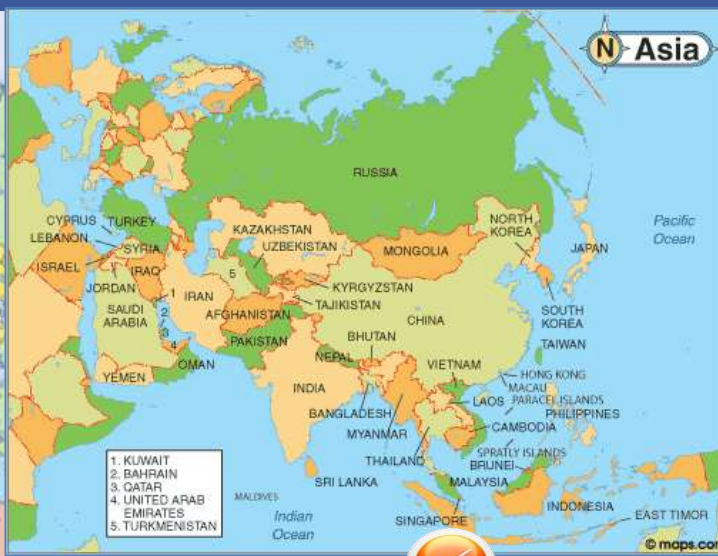 N Asia
RUSSIA
CYPRUS
TURKEY
LEBANON
SYRIA
ISRAEL
IRAQ
JORDAN
SAUDI
ARABIA
YEMEN
OMAN
1
2
3
4
5
IRAN
KAZAKHSTAN
UZBEKISTAN
KYRGYZSTAN
TAJIKISTAN
AFGHANISTAN
PAKISTAN
MONGOLIA
CHINA
NORTH
KOREA
SOUTH
KOREA
JAPAN
Pacific
Ocean
TAIWAN
HONG KONG
MACAU
PARACEL ISLANDS
PHILIPPINES
NEPAL
BHUTAN
INDIA
BANGLADESH
MYANMAR
VIETNAM
LAOS
THAILAND
CAMBODIA
SPRATLY ISLANDS
BRUNEI
MALAYSIA
SINGAPORE
INDONESIA
EAST TIMOR
SRI LANKA
MALDIVES
Indian
Ocean
1. KUWAIT
2. BAHRAIN
3. QATAR
4. UNITED ARAB
EMIRATES
5. TURKMENISTAN
© maps.com